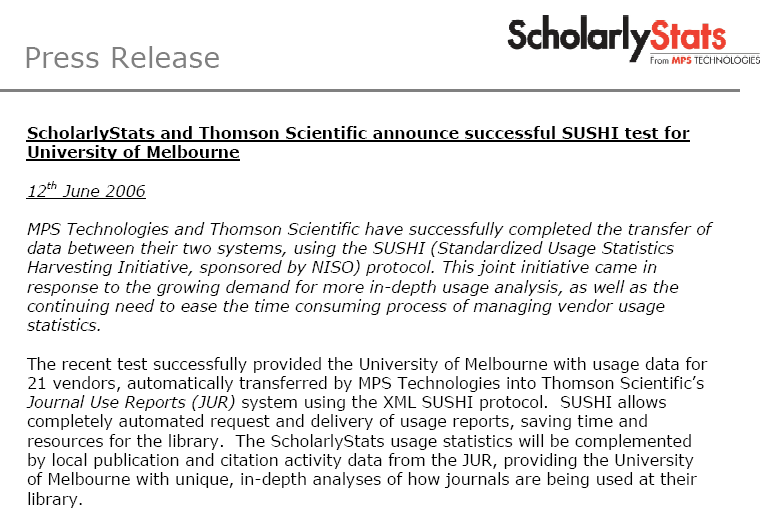 ScholarlyStats
From MPS TECHNOLOGIES
Press Release
ScholarlyStats and Thomson Scientific announce successful SUSHI test for
University of Melbourne
12th June 2006
MPS Technologies and Thomson Scientific have successfully completed the transfer of
data between their two systems, using the SUSHI (Standardized Usage Statistics
Harvesting Initiative, sponsored by NISO) protocol. This joint initiative came in
response to the growing demand for more in-depth usage analysis, as well as the
continuing need to ease the time consuming process of managing vendor usage
statistics.
The recent test successfully provided the University of Melbourne with usage data for
21 vendors, automatically transferred by MPS Technologies into Thomson Scientific’s
Journal Use Reports (JUR) system using the XML SUSHI protocol.  SUSHI allows
completely automated request and delivery of usage reports, saving time and
resources for the library.  The ScholarlyStats usage statistics will be complemented
by local publication and citation activity data from the JUR, providing the University
of Melbourne with unique, in-depth analyses of how journals are being used at their
library.